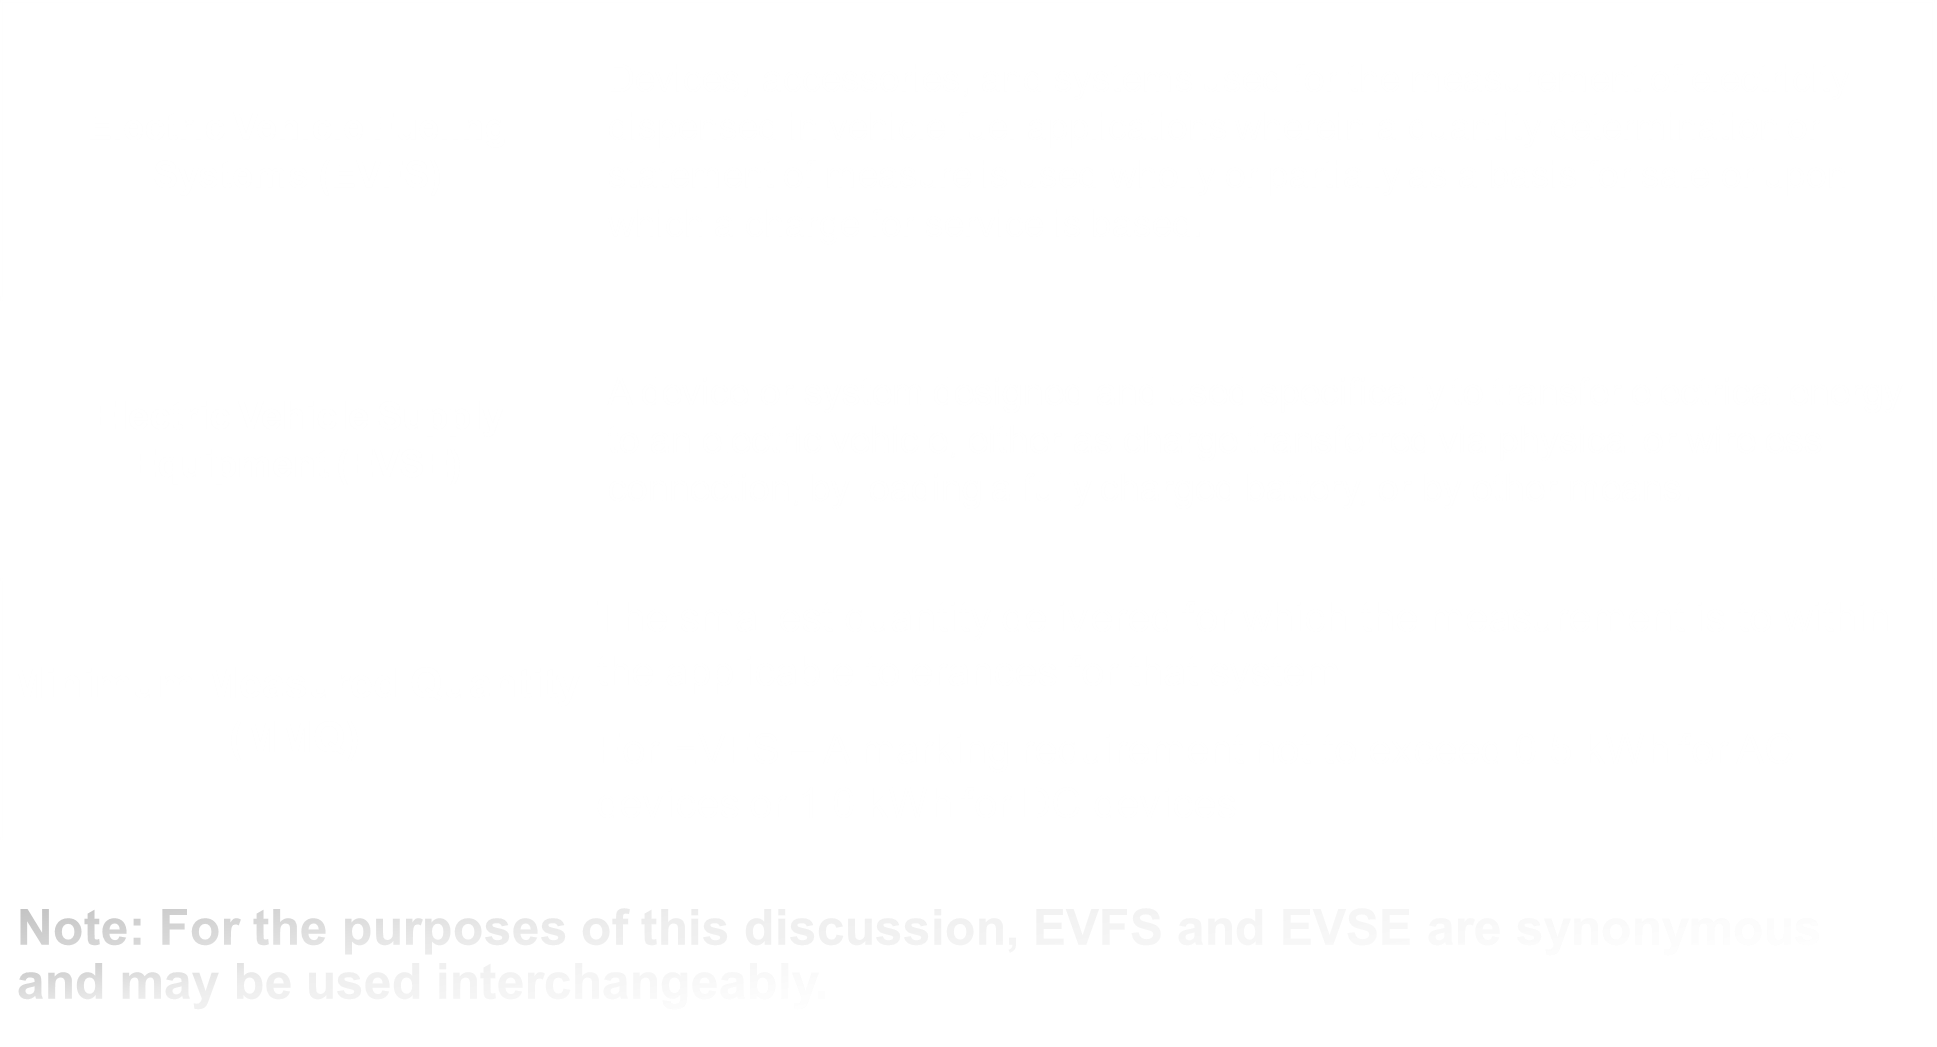 Note: For the purposes of this discussion, EVFS and EVSE are synonymous
and may be used interchangeably.